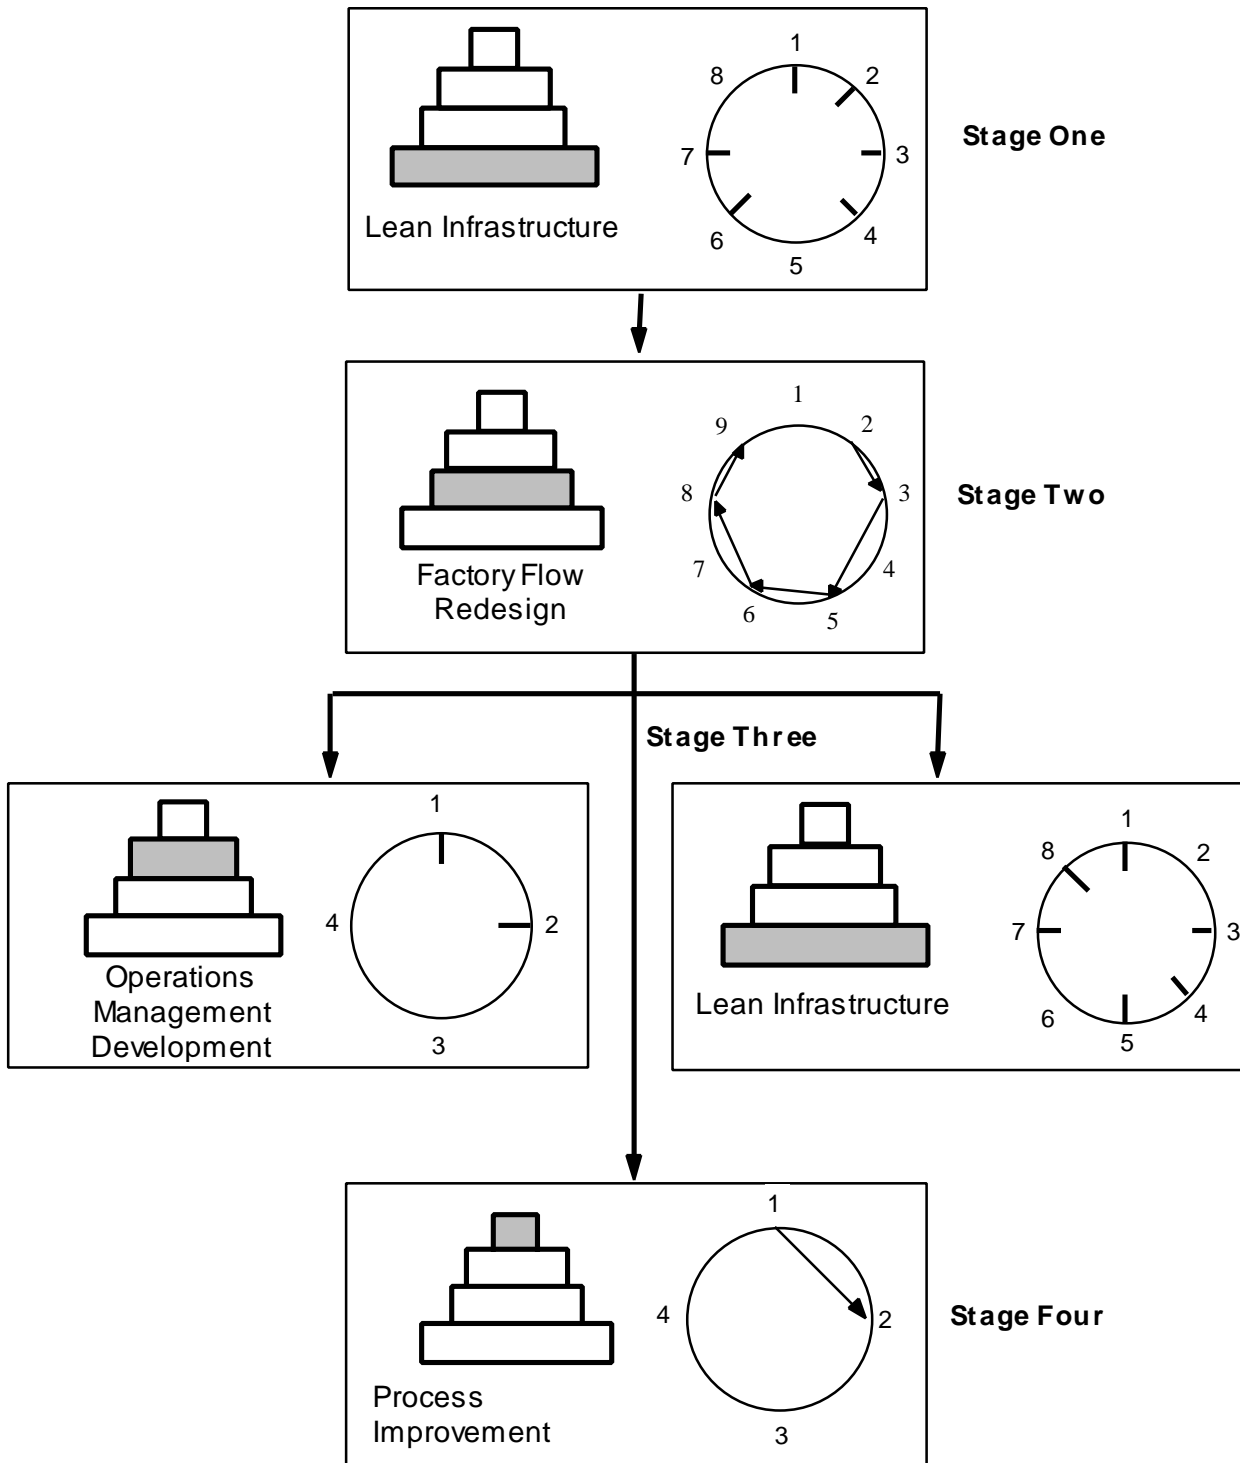 1
8
2
7
3
6
4
5
Lean Infrastructure
Stage One
1
9
2
8
3
7
4
6
5
Factory Flow
Redesign
Stage Two
Stage Three
1
4
2
3
Operations
Management
Development
1
8
2
7
3
6
4
5
Lean Infrastructure
1
4
2
3
Process
Improvement
Stage Four